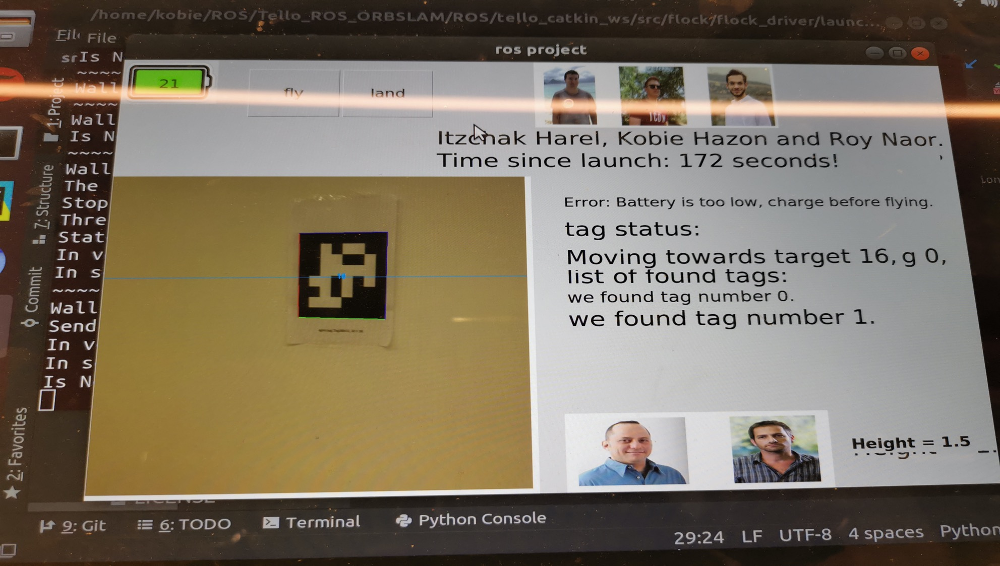 /home/kobie/ROS/Tello_ROS_ORBSLAM/ROS/tello_catkin_ws/src/flock/flock_driver/launc...
File
ros project
sr Is N
~~~~
Wall
~~~~
Wall
Is N
~~~~
Wall
The
Stop
Thre
Stat
In v
In s
~~~~
Wall
Send
In v
In s
Is N
1: Project
7: Structure
Commit
2: Favorites
21
fly
land
Itzchak Harel, Kobie Hazon and Roy Naor.
Time since launch: 172 seconds!
Error: Battery is too low, charge before flying.
tag status:
Moving towards target 16, g 0,
list of found tags:
we found tag number 0.
we found tag number 1.
Height = 1.5
LICENSE
9: Git
6: TODO
Terminal
Python Console
29:24
LF
UTF-8
4 spaces
Python